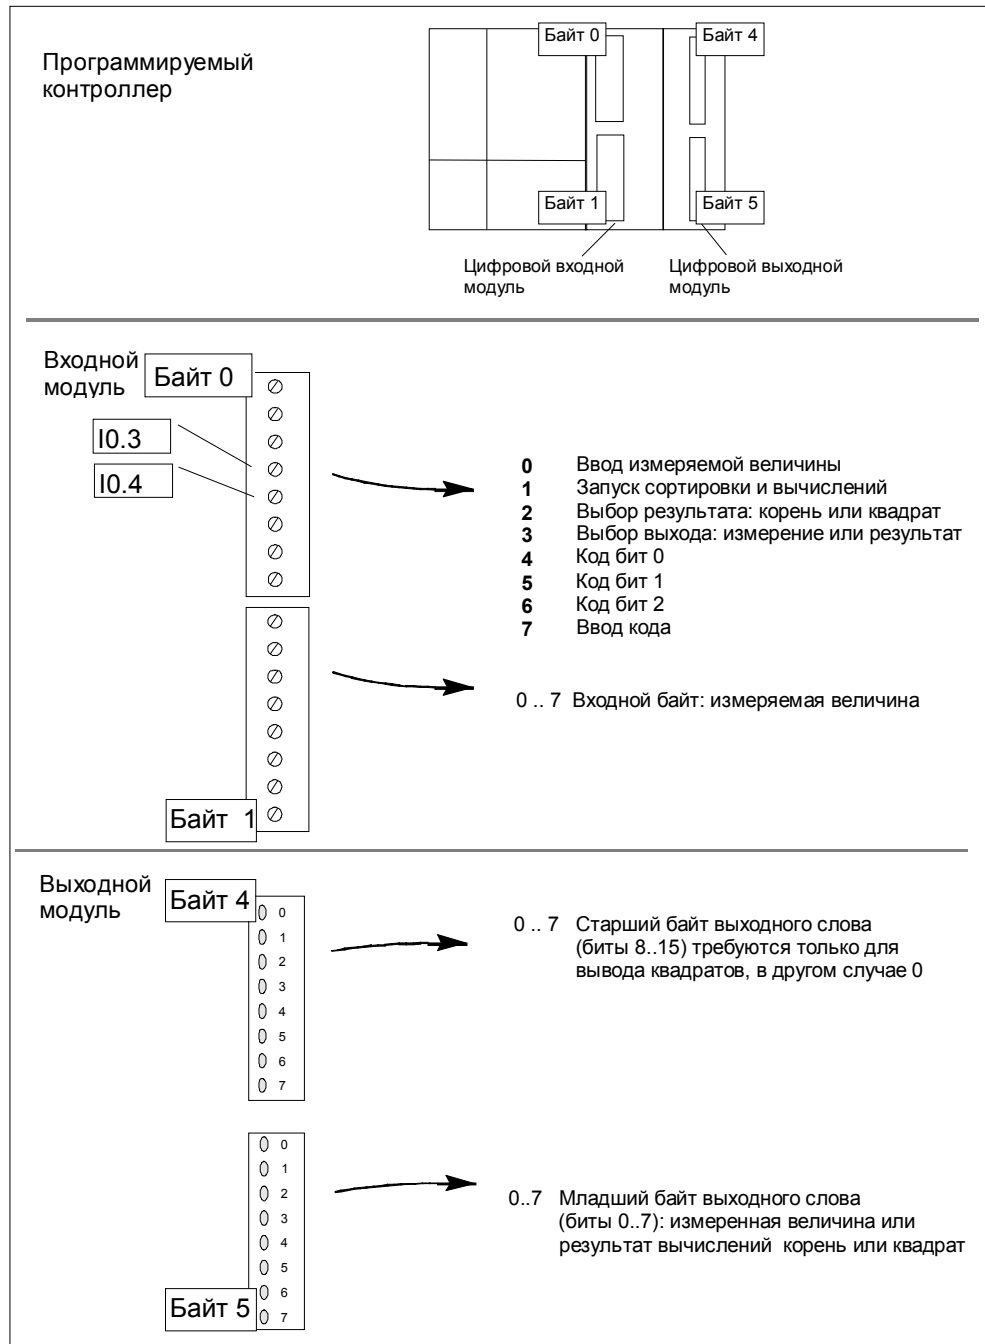 Программируемый
контроллер
Байт 0
Байт 4
Байт 1
Байт 5
Цифровой входной
модуль
Цифровой выходной
модуль
Входной
модуль
Байт 0
I0.3
I0.4
0 Ввод измеряемой величины
1 Запуск сортировки и вычислений
2 Выбор результата: корень или квадрат
3 Выбор выхода: измерение или результат
4 Код бит 0
5 Код бит 1
6 Код бит 2
7 Ввод кода
0 .. 7 Входной байт: измеряемая величина
Байт 1
Выходной
модуль
Байт 4
0
1
2
3
4
5
6
7
0 .. 7 Старший байт выходного слова
(биты 8..15) требуются только для
вывода квадратов, в другом случае 0
0
1
2
3
4
5
6
7
0..7 Младший байт выходного слова
(биты 0..7): измеренная величина или
результат вычислений корень или квадрат
Байт 5